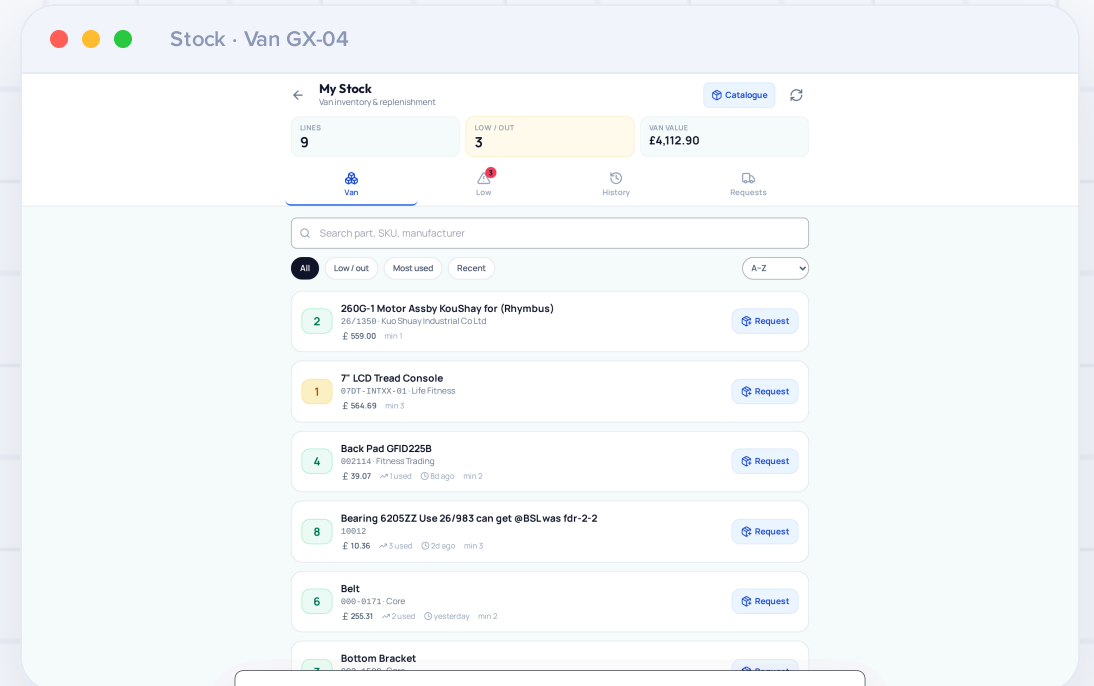 Stock · Van GX-04
My Stock
Van inventory & replenishment
Catalogue
LINES
9
LOW / OUT
3
VAN VALUE
£4,112.90
Van
3
Low
History
Requests
Search part, SKU, manufacturer
All
Low / out
Most used
Recent
A–Z
2
260G-1 Motor Assby KouShay for (Rhymbus)
26/1350 · Kuo Shuay Industrial Co Ltd
£ 559.00 min 1
Request
1
7" LCD Tread Console
07DT-INTXX-01 · Life Fitness
£ 564.69 min 3
Request
4
Back Pad GFID225B
002114 · Fitness Trading
£ 39.07 1 used 8d ago min 2
Request
8
Bearing 6205ZZ Use 26/983 can get @BSL was fdr-2-2
10012
£ 10.36 3 used 2d ago min 3
Request
6
Belt
000-0171 · Core
£ 255.31 2 used yesterday min 2
Request
Bottom Bracket